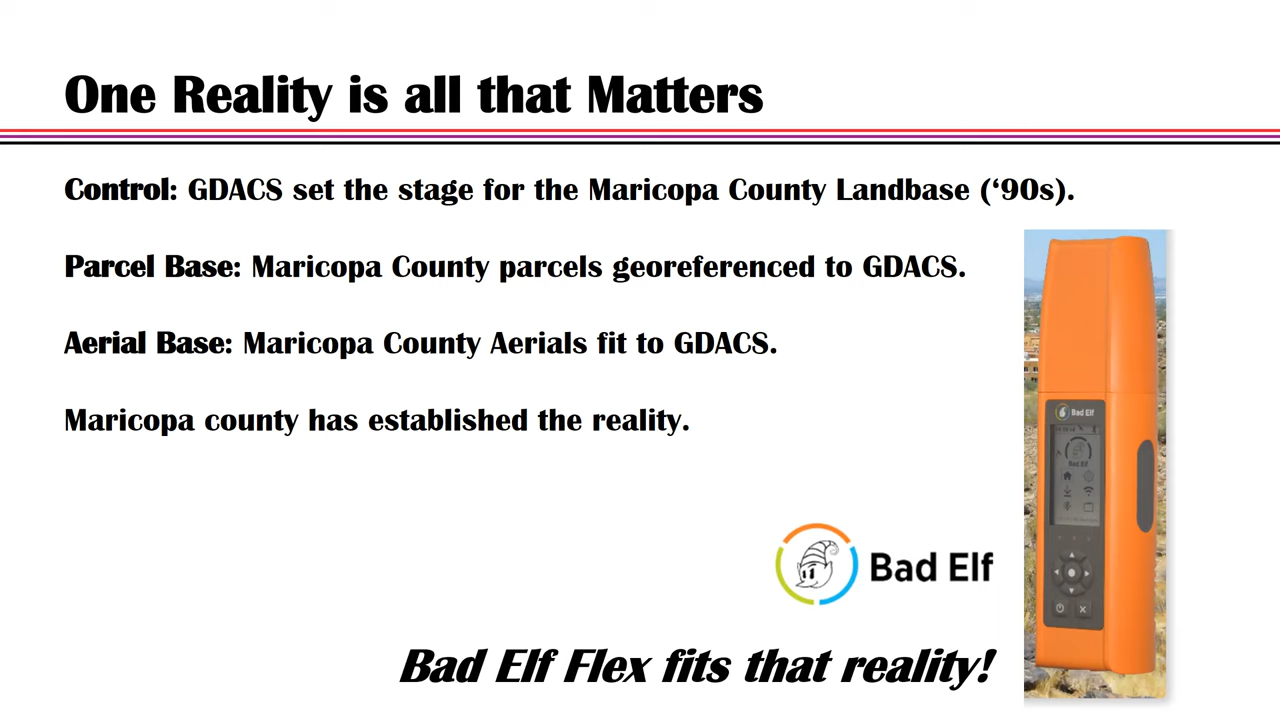 One Reality is all that Matters
Control: GDACS set the stage for the Maricopa County Landbase (‘90s).
Parcel Base: Maricopa County parcels georeferenced to GDACS.
Aerial Base: Maricopa County Aerials fit to GDACS.
Maricopa county has established the reality.
Bad Elf
Bad Elf
Bad Elf
Bad Elf Flex fits that reality!